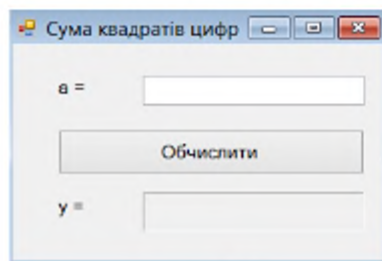 Сума квадратів цифр
a =
Обчислити
y =